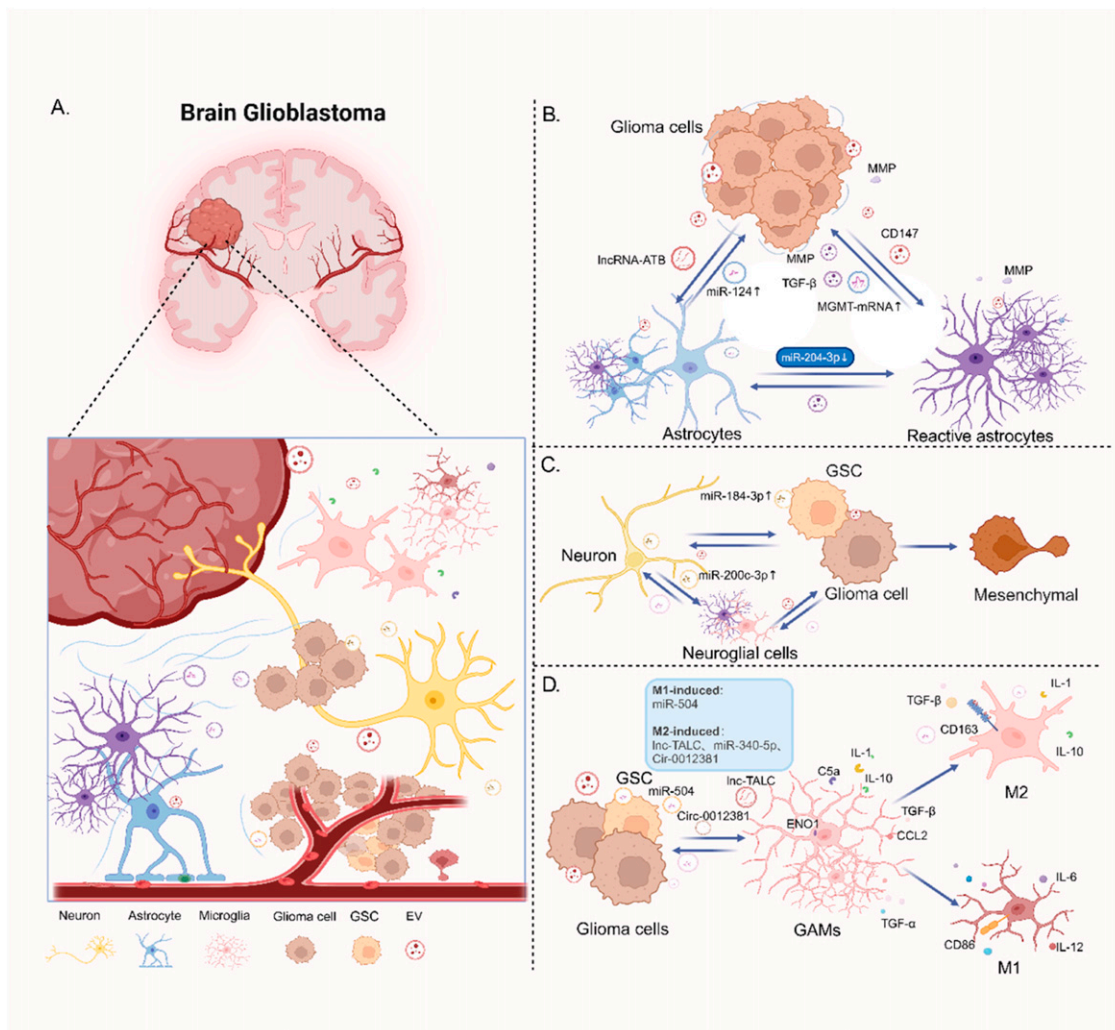 A.
Brain Glioblastoma
Neuron
Astrocyte
Microglia
Glioma cell
GSC
EV
B.
Glioma cells
MMP
CD147
lncRNA-ATB
MMP
TGF-β
miR-124↑
MGMT-mRNA↑
MMP
miR-204-3p↓
Astrocytes
Reactive astrocytes
C.
GSC
miR-184-3p↑
Neuron
miR-200c-3p↑
Glioma cell
Mesenchymal
Neuroglial cells
D.
M1-induced:
miR-504
M2-induced:
lnc-TALC、miR-340-5p、
Cir-0012381
GSC
miR-504
lnc-TALC
Circ-0012381
C5a
IL-1
IL-10
ENO1
TGF-β
CCL2
TGF-α
Glioma cells
GAMs
TGF-β
IL-1
CD163
IL-10
M2
IL-6
CD86
IL-12
M1